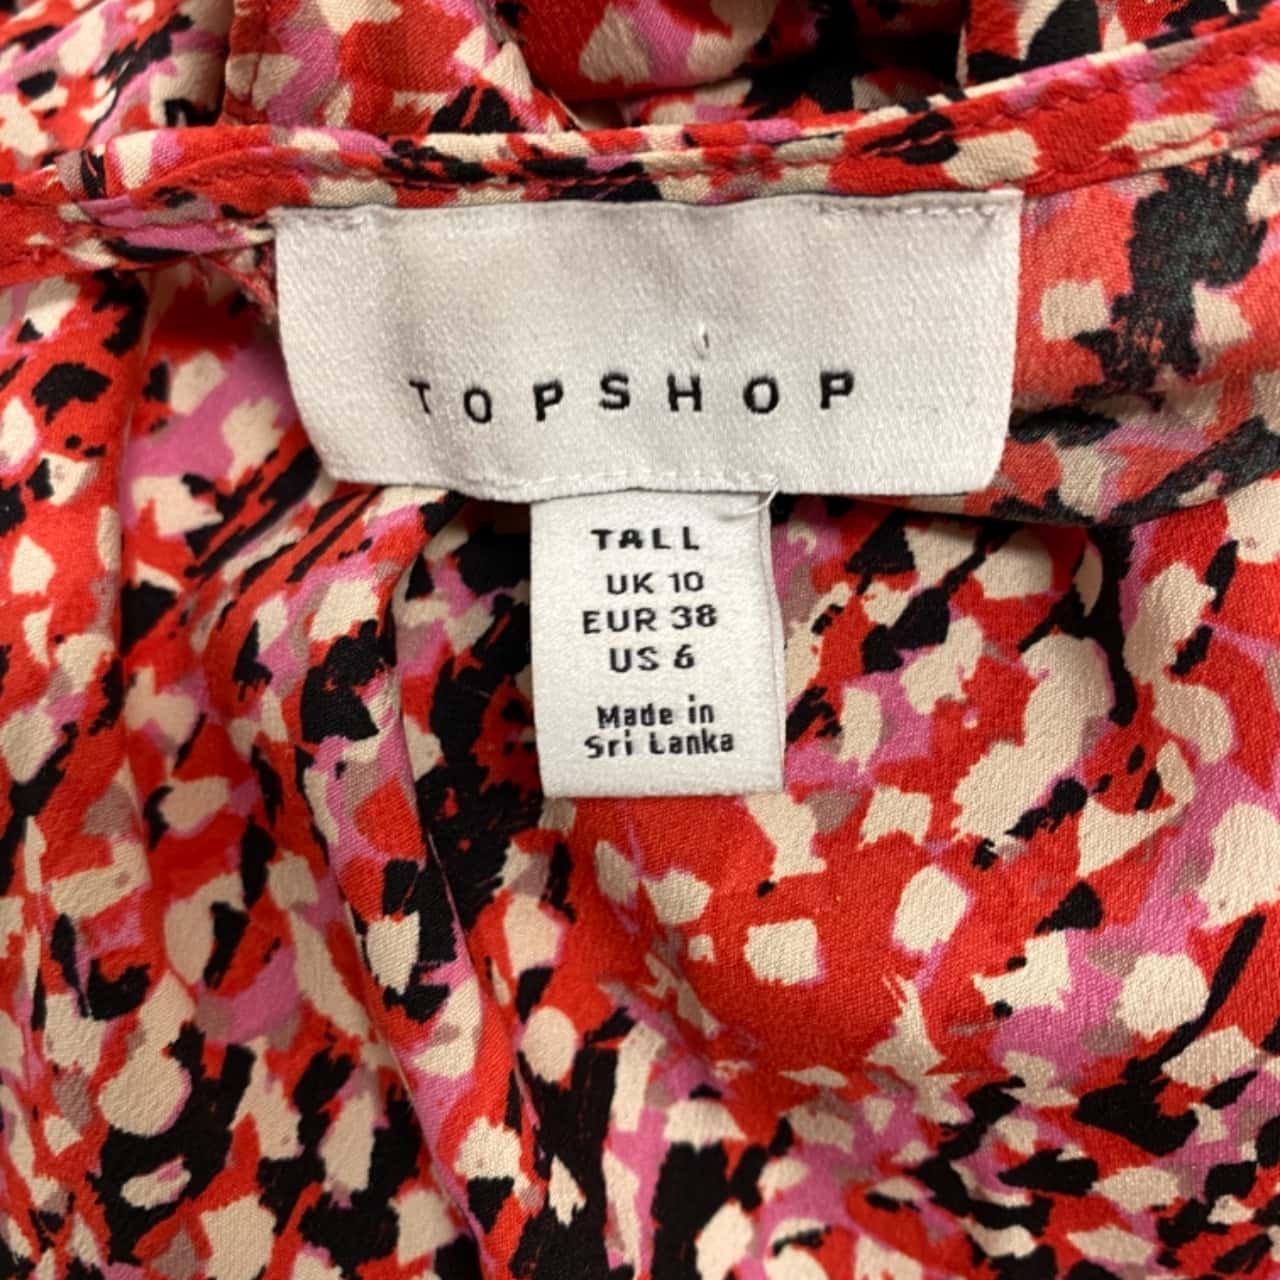 TOPSHOP
TALL
UK 10
EUR 38
US 6
Made in
Sri Lanka